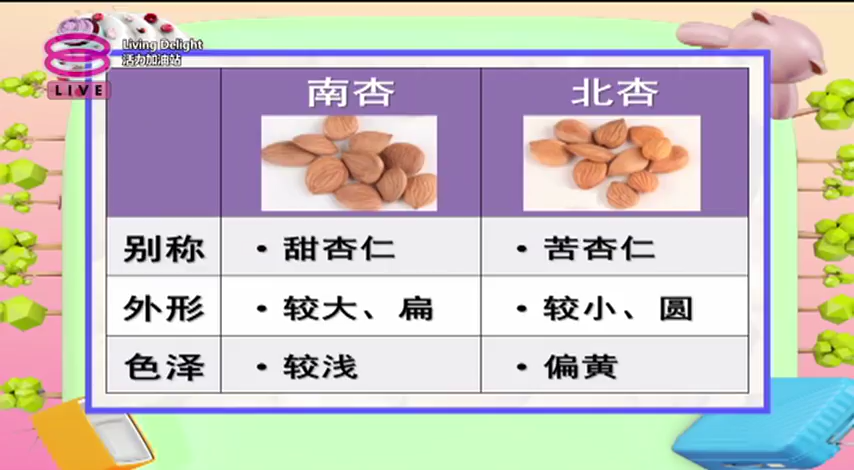 Living Delight
活力加油站
LIVE
南杏 北杏
别称 • 甜杏仁 • 苦杏仁
外形 • 较大、扁 • 较小、圆
色泽 • 较浅 • 偏黄